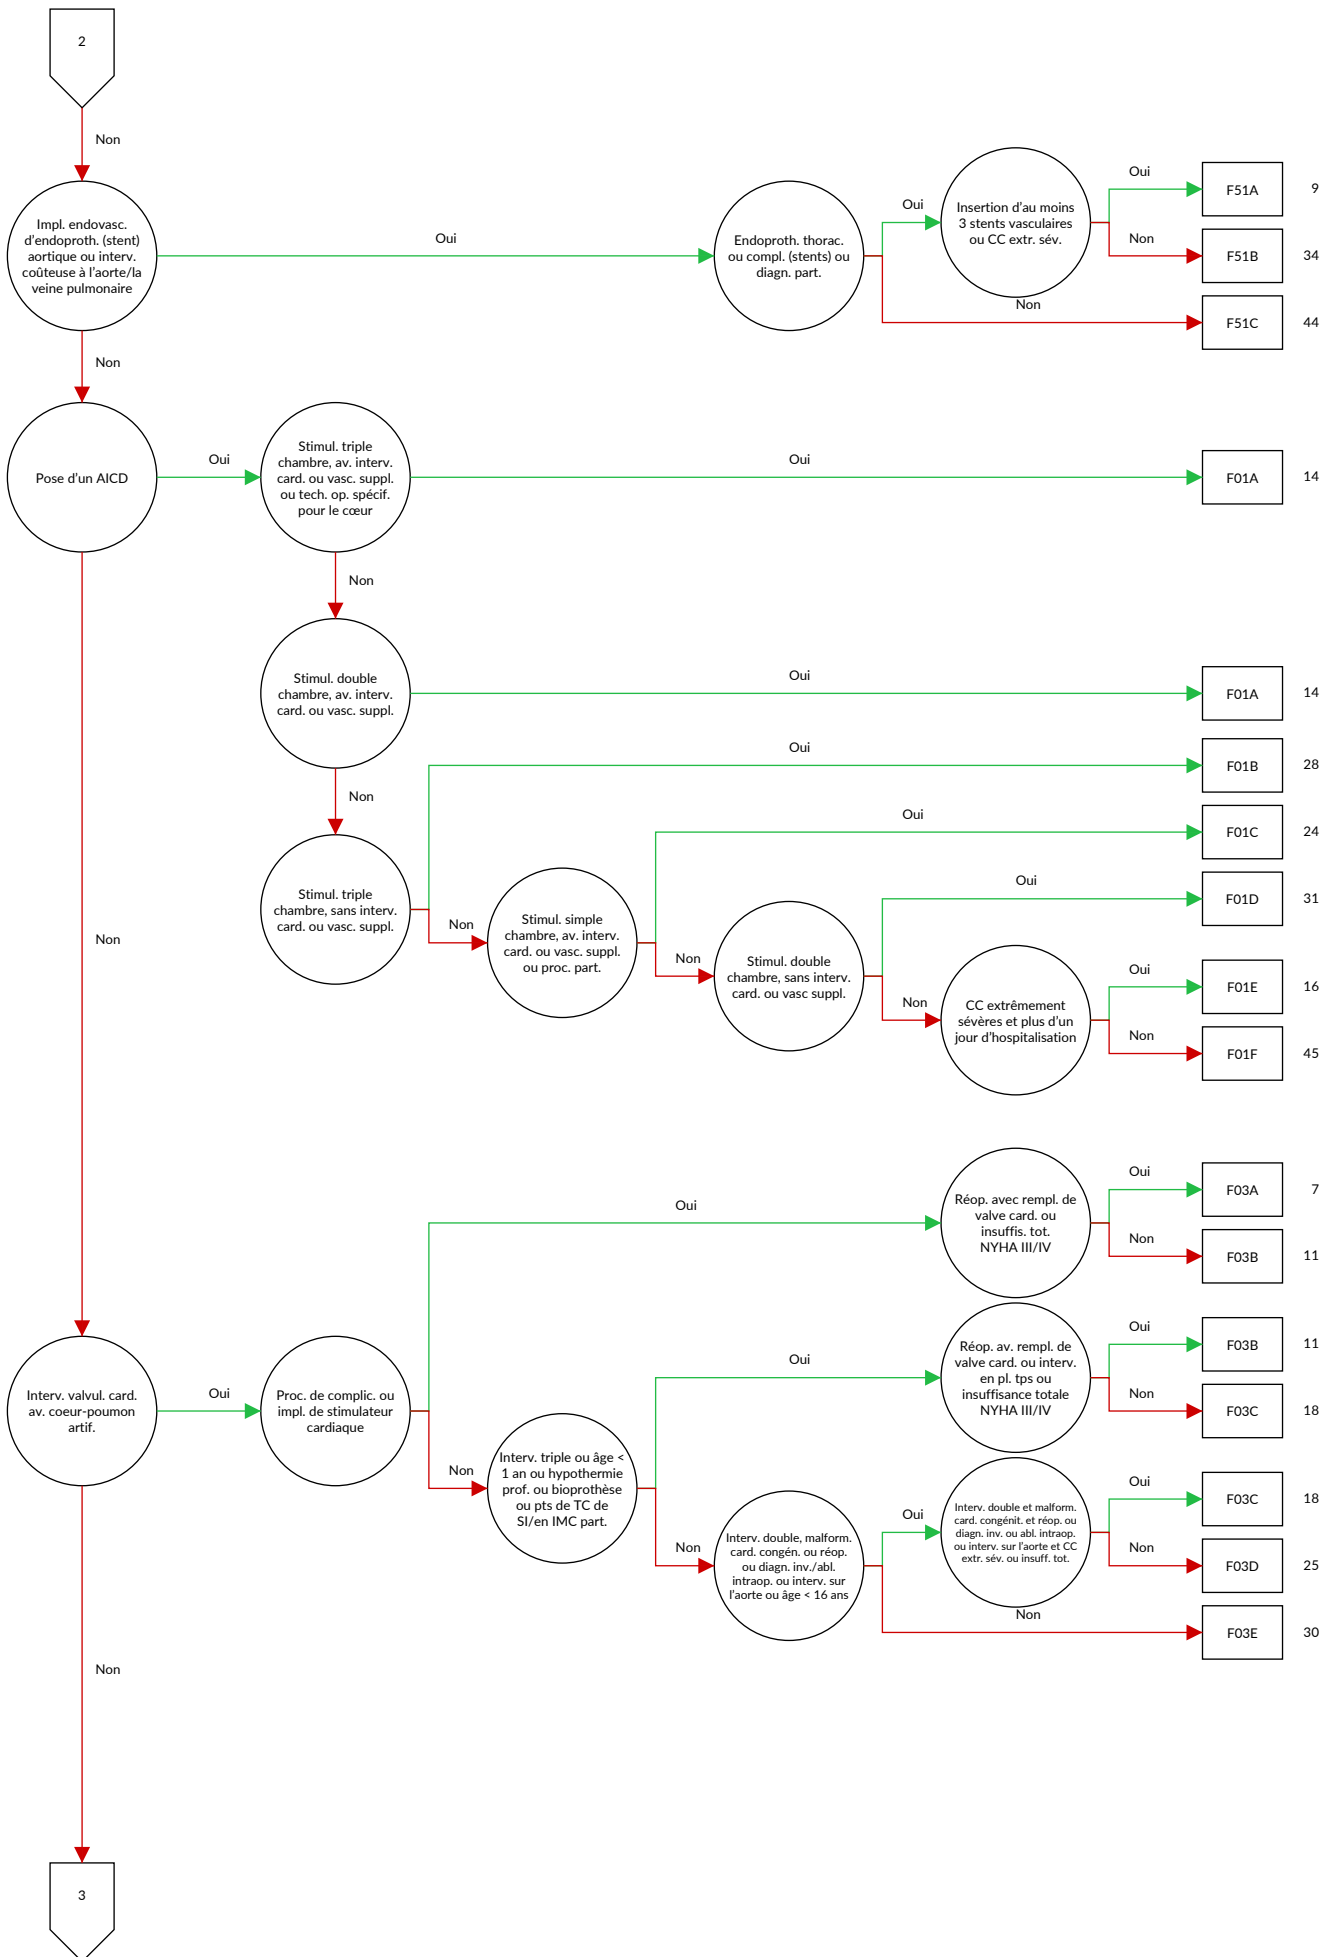 2
Non
Impl. endovasc.
d'endoproth. (stent)
aortique ou interv.
coûteuse à l'aorte/la
veine pulmonaire
Oui
Endoproth. thorac.
ou compl. (stents) ou
diagn. part.
Oui
Insertion d'au moins
3 stents vasculaires
ou CC extr. sév.
Oui
F51A 9
Non
F51B 34
Non
F51C 44
Non
Pose d'un AICD
Oui
Stimul. triple
chambre, av. interv.
card. ou vasc. suppl.
ou tech. op. spécif.
pour le cœur
Oui
F01A 14
Non
Stimul. double
chambre, av. interv.
card. ou vasc. suppl.
Oui
F01A 14
Non
Stimul. triple
chambre, sans interv.
card. ou vasc. suppl.
Oui
F01B 28
Non
Stimul. simple
chambre, av. interv.
card. ou vasc. suppl.
ou proc. part.
Oui
F01C 24
Non
Stimul. double
chambre, sans interv.
card. ou vasc suppl.
Oui
F01D 31
Non
CC extrêmement
sévères et plus d'un
jour d'hospitalisation
Oui
F01E 16
Non
F01F 45
Non
Interv. valvul. card.
av. coeur-poumon
artif.
Oui
Proc. de complic. ou
impl. de stimulateur
cardiaque
Oui
Réop. avec rempl. de
valve card. ou
insuffis. tot.
NYHA III/IV
Oui
F03A 7
Non
F03B 11
Non
Interv. triple ou âge <
1 an ou hypothermie
prof. ou bioprothèse
ou pts de TC de
SI/en IMC part.
Oui
Réop. av. rempl. de
valve card. ou interv.
en pl. tps ou
insuffisance totale
NYHA III/IV
Oui
F03B 11
Non
F03C 18
Non
Interv. double, malform.
card. congén. ou réop.
ou diagn. inv./abl.
intraop. ou interv. sur
l'aorte ou âge < 16 ans
Oui
Interv. double et malform.
card. congénit. et réop. ou
diagn. inv. ou abl. intraop.
ou interv. sur l'aorte et CC
extr. sév. ou insuff. tot.
Oui
F03C 18
Non
F03D 25
Non
F03E 30
Non
3